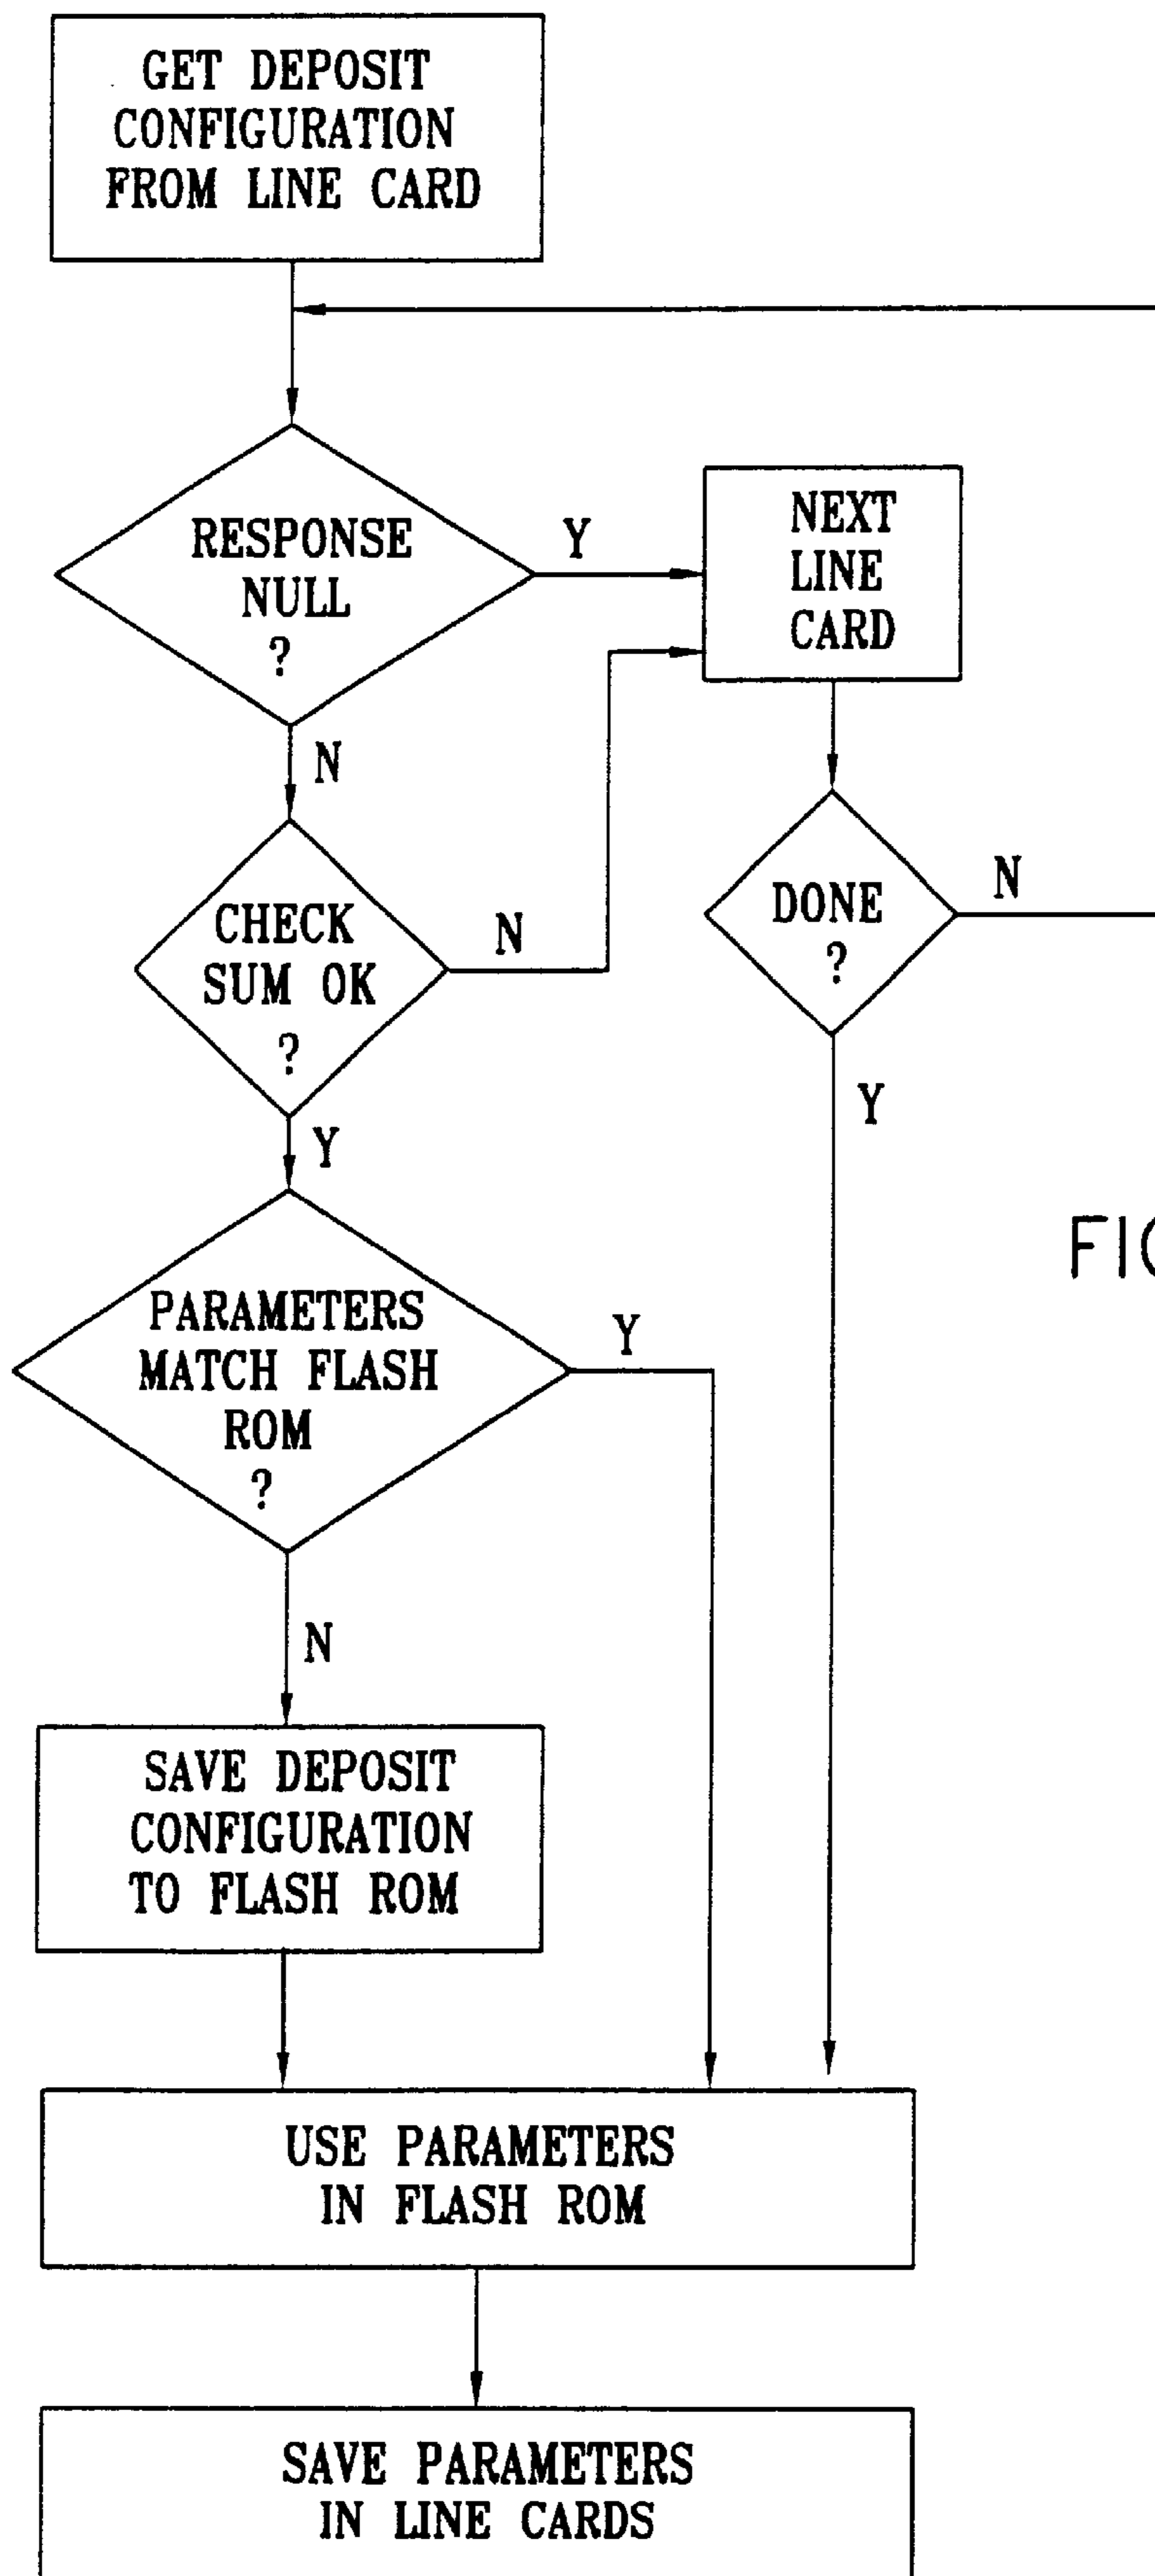 GET DEPOSIT
CONFIGURATION
FROM LINE CARD
RESPONSE
NULL
?
Y
NEXT
LINE
CARD
N
CHECK
SUM OK
?
N
DONE
?
N
Y
Y
PARAMETERS
MATCH FLASH
ROM
?
Y
FIG
N
SAVE DEPOSIT
CONFIGURATION
TO FLASH ROM
USE PARAMETERS
IN FLASH ROM
SAVE PARAMETERS
IN LINE CARDS